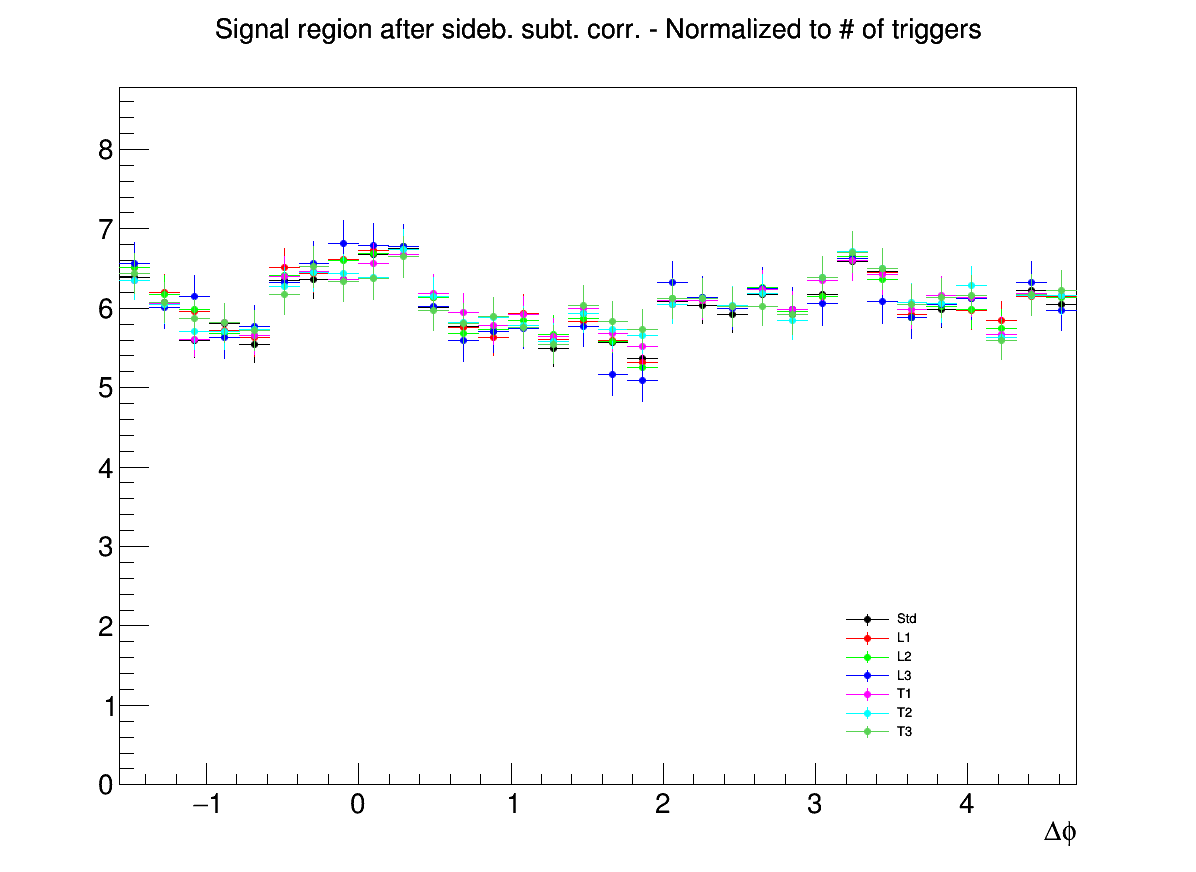 Signal region after sideb. subt. corr. - Normalized to # of triggers
8
7
6
5
4
3
2
1
0
−1
0
1
2
3
4
Δϕ
Std
L1
L2
L3
T1
T2
T3